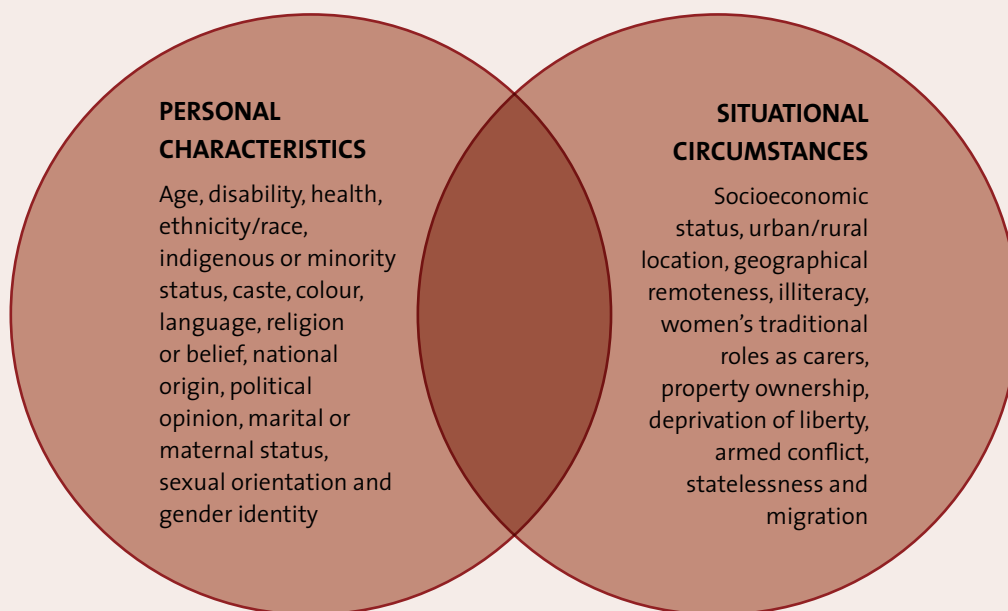 PERSONAL
CHARACTERISTICS
Age, disability, health,
ethnicity/race,
indigenous or minority
status, caste, colour,
language, religion
or belief, national
origin, political
opinion, marital or
maternal status,
sexual orientation and
gender identity
SITUATIONAL
CIRCUMSTANCES
Socioeconomic
status, urban/rural
location, geographical
remoteness, illiteracy,
women’s traditional
roles as carers,
property ownership,
deprivation of liberty,
armed conflict,
statelessness and
migration